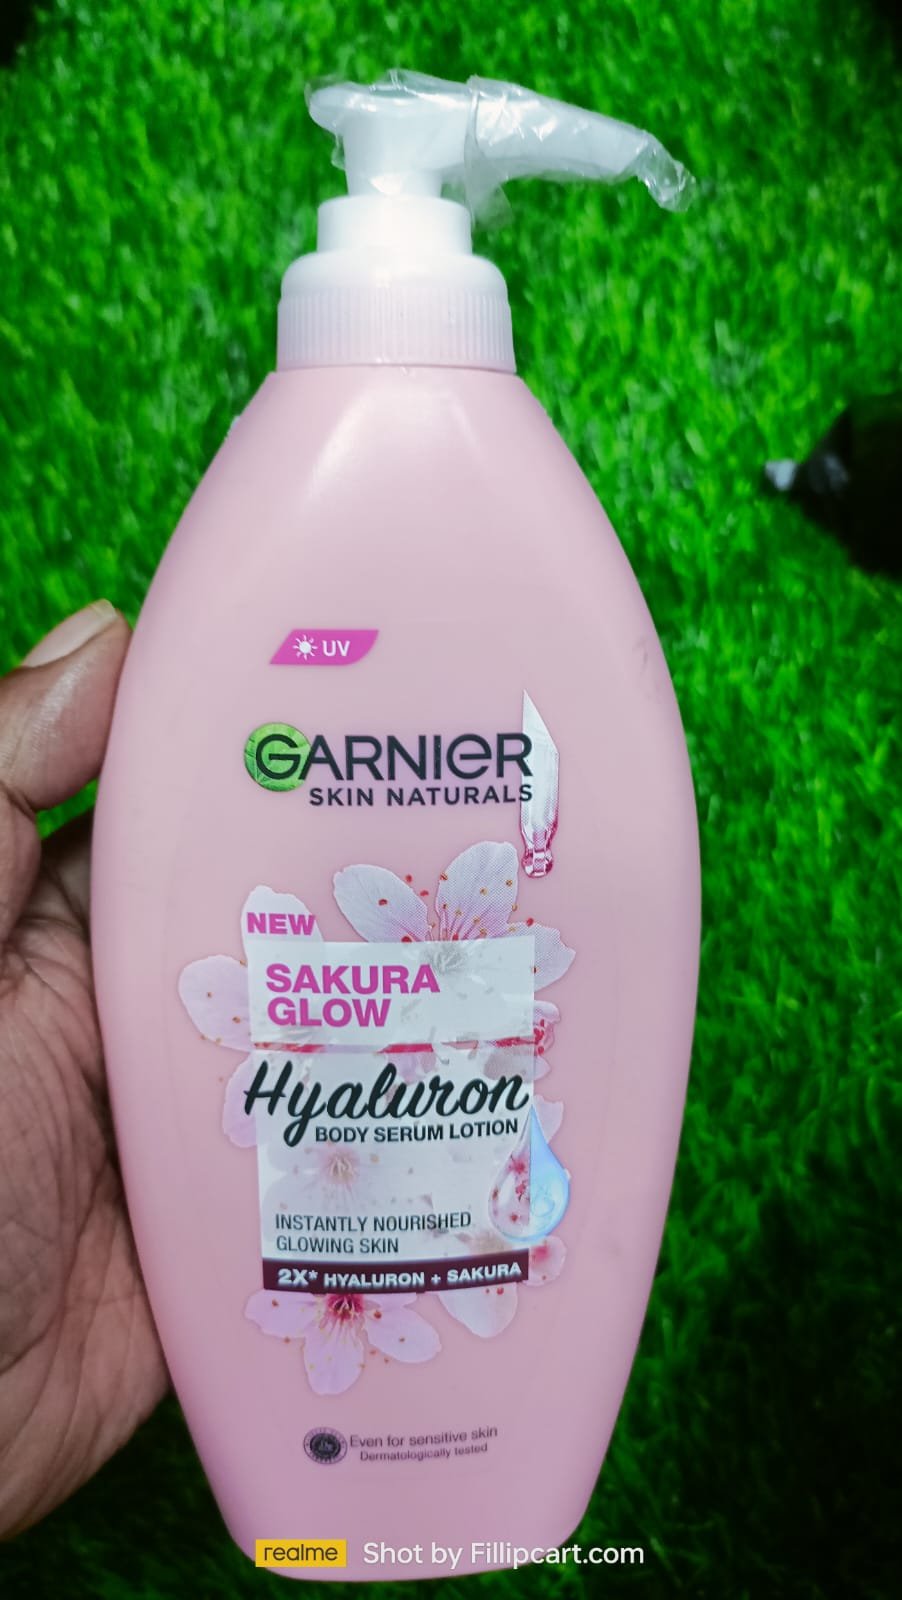 UV
GARNIER
SKIN NATURALS
NEW
SAKURA
GLOW
Hyaluron
BODY SERUM LOTION
INSTANTLY NOURISHED
GLOWING SKIN
2X* HYALURON + SAKURA
Even for sensitive skin
Dermatologically tested
realme Shot by Fillipcart.com